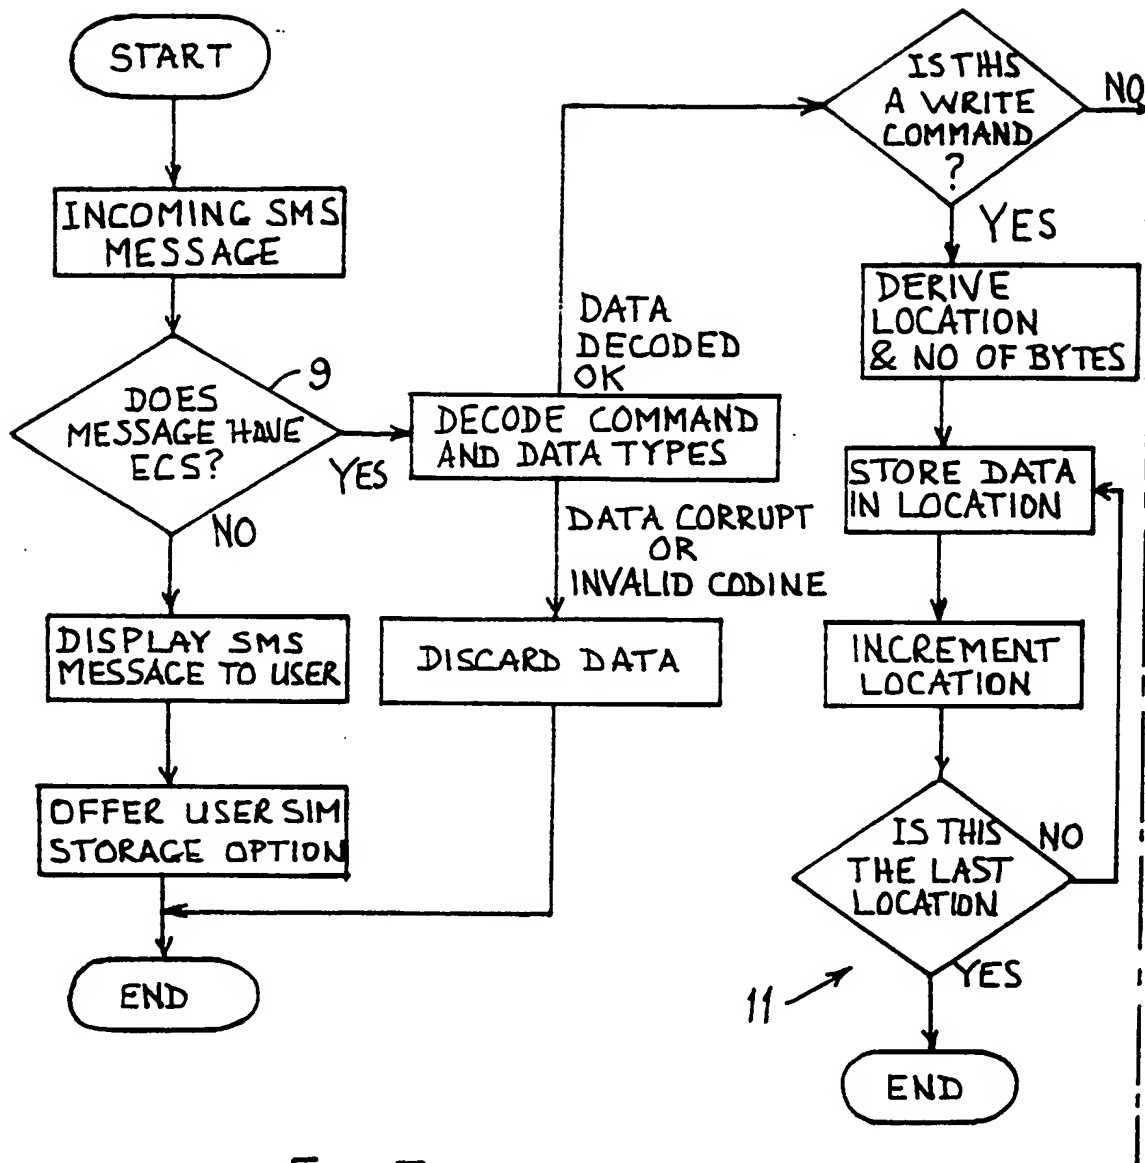 START
INCOMING SMS
MESSAGE
9
DOES
MESSAGE HAVE
ECS?
YES
NO
DISPLAY SMS
MESSAGE TO USER
OFFER USER SIM
STORAGE OPTION
END
DATA
DECODED
OK
DECODE COMMAND
AND DATA TYPES
DATA CORRUPT
OR
INVALID CODINE
DISCARD DATA
IS THIS
A WRITE
COMMAND
?
NO
YES
DERIVE
LOCATION
& NO OF BYTES
STORE DATA
IN LOCATION
INCREMENT
LOCATION
IS THIS
THE LAST
LOCATION
NO
YES
11
END